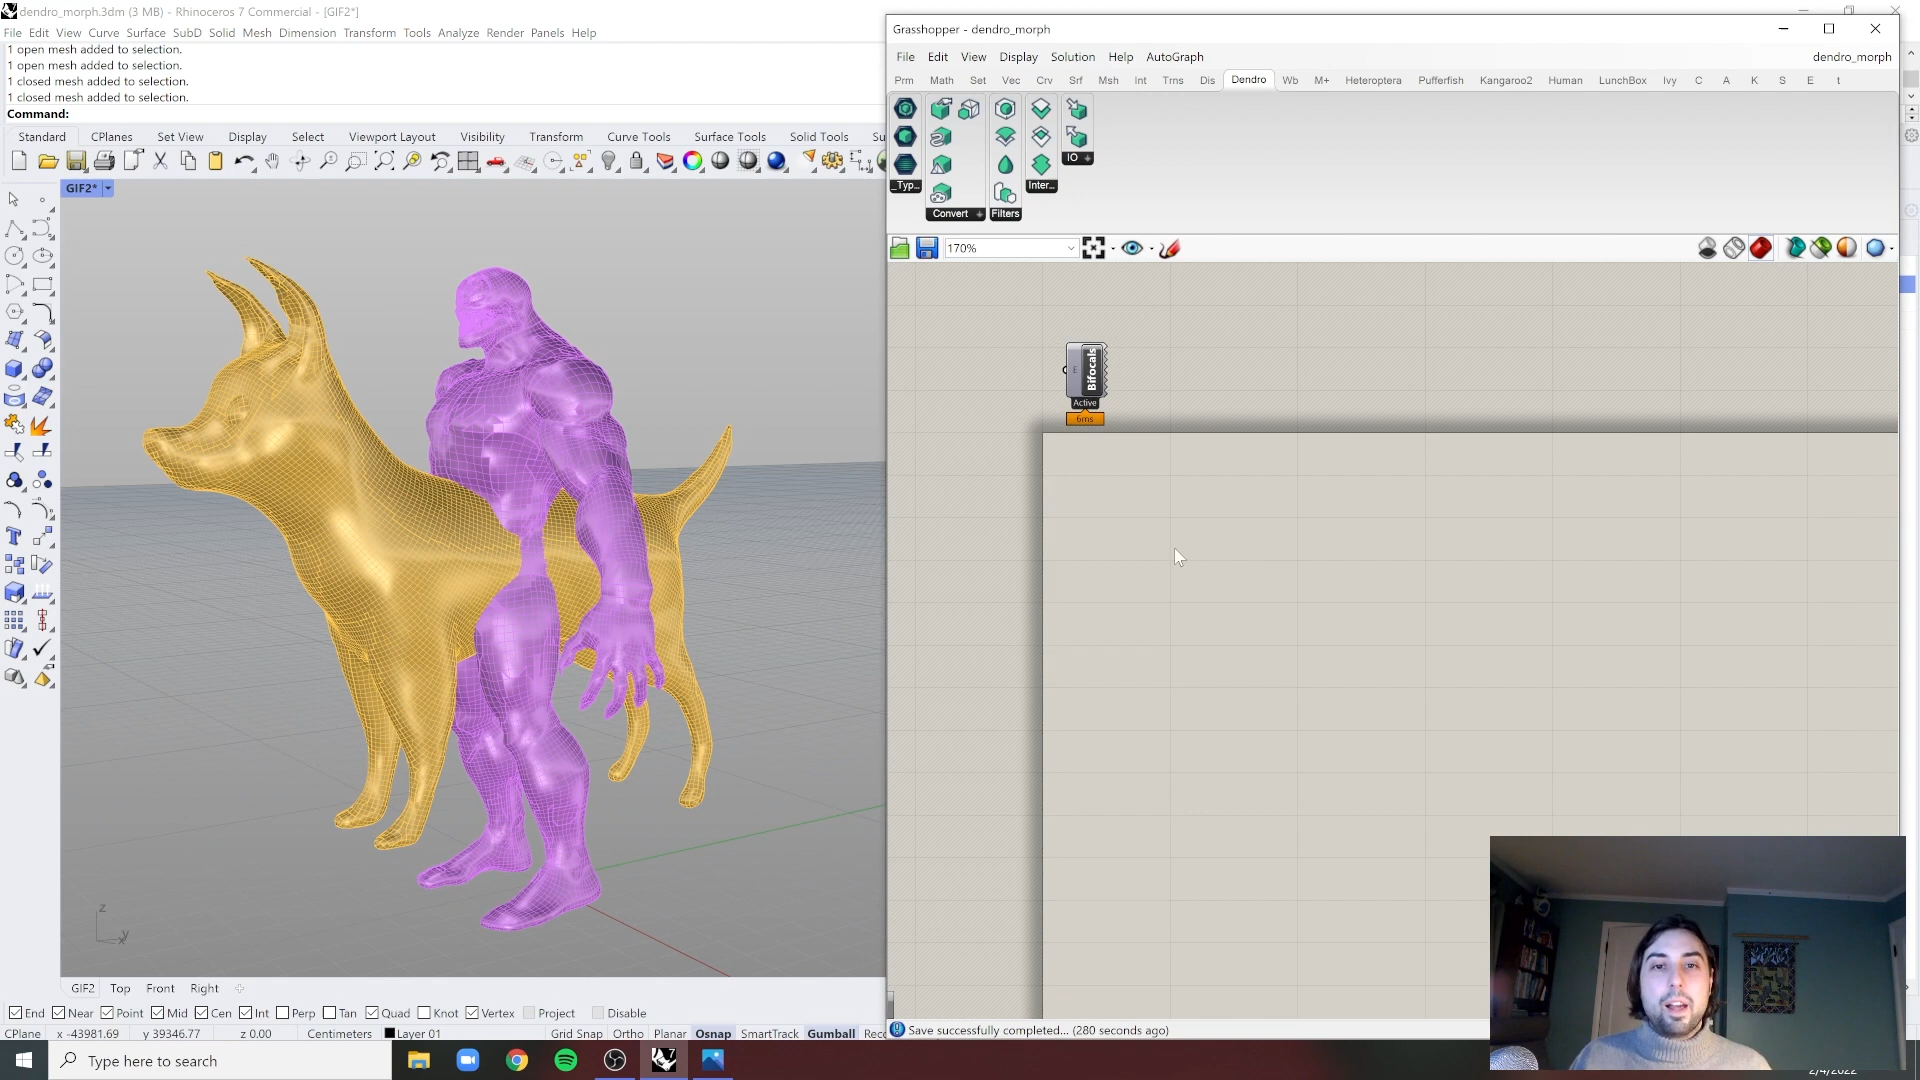 dendro_morph.3dm (3 MB) - Rhinoceros 7 Commercial - [GIF2*]
File Edit View Curve Surface SubD Solid Mesh Dimension Transform Tools Analyze Render Panels Help
1 open mesh added to selection.
1 open mesh added to selection.
1 closed mesh added to selection.
1 closed mesh added to selection.
Command:
Standard CPlanes Set View Display Select Viewport Layout Visibility Transform Curve Tools Surface Tools Solid Tools Su
GIF2*
z
y
x
GIF2 Top Front Right
End Near Point Mid Cen Int Perp Tan Quad Knot Vertex Project Disable
CPlane x -43981.69 y 39346.77 z 0.00 Centimeters Layer 01 Grid Snap Ortho Planar Osnap SmartTrack Gumball Reco
Type here to search
Grasshopper - dendro_morph
File Edit View Display Solution Help AutoGraph dendro_morph
Prm Math Set Vec Crv Srf Msh Int Trns Dis Dendro Wb M+ Heteroptera Pufferfish Kangaroo2 Human LunchBox Ivy C A K S E t
_Typ... Convert Filters Inter... IO
170%
E
Bifocals
Active
6ms
Save successfully completed... (280 seconds ago)
2/4/2022